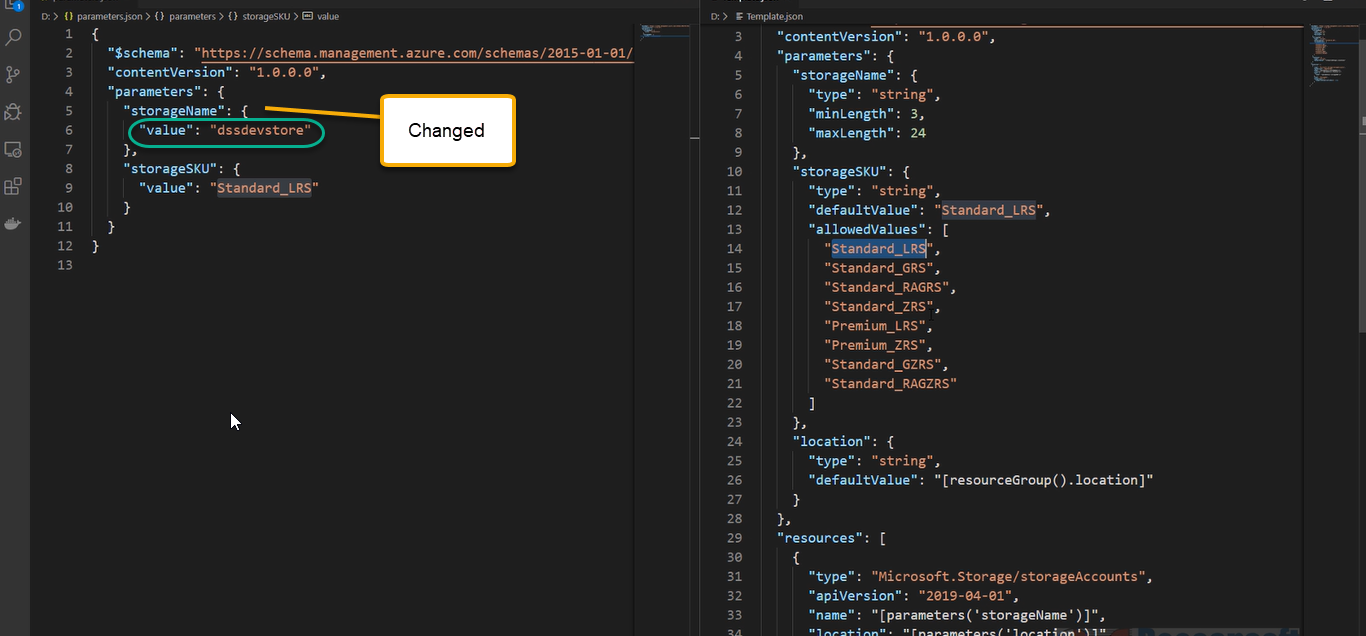 1
D: > {} parameters.json > {} parameters > {} storageSKU > value
1 {
2 "$schema": "https://schema.management.azure.com/schemas/2015-01-01/
3 "contentVersion": "1.0.0.0",
4 "parameters": {
5 "storageName": {
6 "value": "dssdevstore"
7 },
8 "storageSKU": {
9 "value": "Standard_LRS"
10 }
11 }
12 }
13
Changed
D: > Template.json
3 "contentVersion": "1.0.0.0",
4 "parameters": {
5 "storageName": {
6 "type": "string",
7 "minLength": 3,
8 "maxLength": 24
9 },
10 "storageSKU": {
11 "type": "string",
12 "defaultValue": "Standard_LRS",
13 "allowedValues": [
14 "Standard_LRS",
15 "Standard_GRS",
16 "Standard_RAGRS",
17 "Standard_ZRS",
18 "Premium_LRS",
19 "Premium_ZRS",
20 "Standard_GZRS",
21 "Standard_RAGZRS"
22 ]
23 },
24 "location": {
25 "type": "string",
26 "defaultValue": "[resourceGroup().location]"
27 }
28 },
29 "resources": [
30 {
31 "type": "Microsoft.Storage/storageAccounts",
32 "apiVersion": "2019-04-01",
33 "name": "[parameters('storageName')]",
34 "location": "[parameters('location')]"